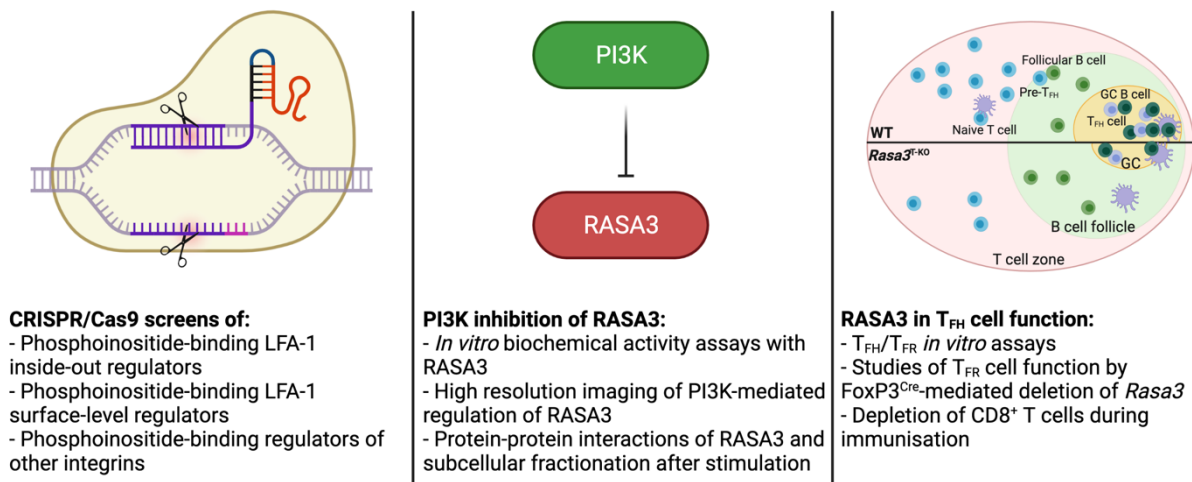 PI3K
RASA3
Follicular B cell
Pre-TFH
GC B cell
TFH cell
Naive T cell
WT
Rasa3T-KO
GC
B cell follicle
T cell zone
CRISPR/Cas9 screens of:
- Phosphoinositide-binding LFA-1
inside-out regulators
- Phosphoinositide-binding LFA-1
surface-level regulators
- Phosphoinositide-binding regulators of
other integrins
PI3K inhibition of RASA3:
- In vitro biochemical activity assays with
RASA3
- High resolution imaging of PI3K-mediated
regulation of RASA3
- Protein-protein interactions of RASA3 and
subcellular fractionation after stimulation
RASA3 in TFH cell function:
- TFH/TFR in vitro assays
- Studies of TFR cell function by
FoxP3Cre-mediated deletion of Rasa3
- Depletion of CD8+ T cells during
immunisation